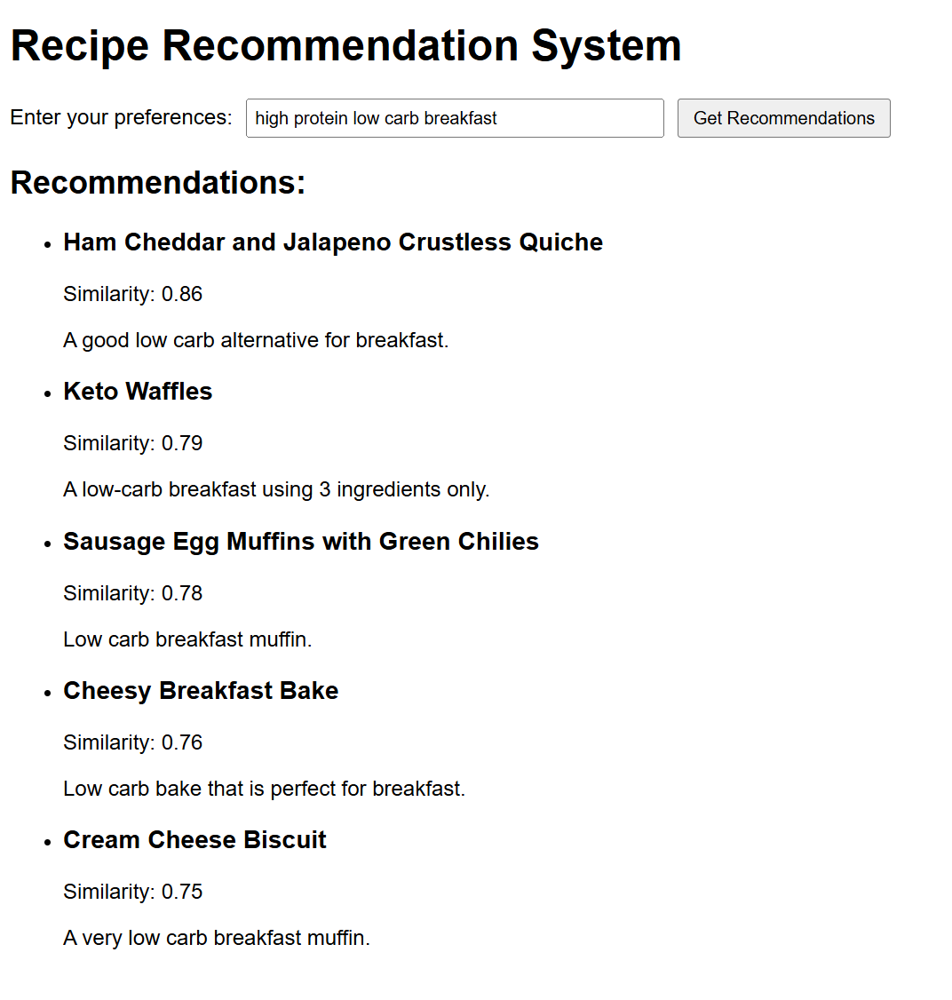 Recipe Recommendation System
Enter your preferences: high protein low carb breakfast Get Recommendations
Recommendations:
Ham Cheddar and Jalapeno Crustless Quiche
Similarity: 0.86
A good low carb alternative for breakfast.
Keto Waffles
Similarity: 0.79
A low-carb breakfast using 3 ingredients only.
Sausage Egg Muffins with Green Chilies
Similarity: 0.78
Low carb breakfast muffin.
Cheesy Breakfast Bake
Similarity: 0.76
Low carb bake that is perfect for breakfast.
Cream Cheese Biscuit
Similarity: 0.75
A very low carb breakfast muffin.